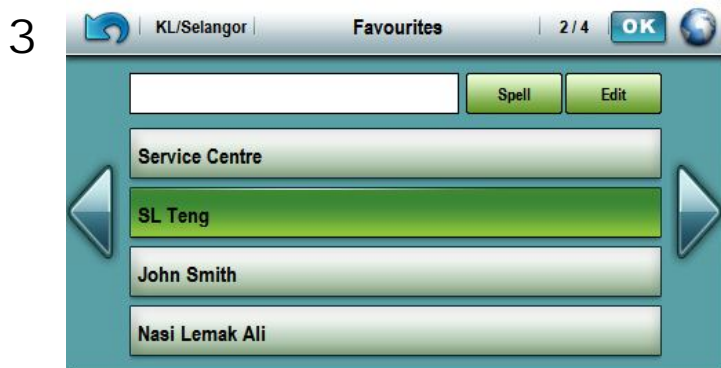 3
KL/Selangor Favourites 2/4 OK
Spell Edit
Service Centre
SL Teng
John Smith
Nasi Lemak Ali